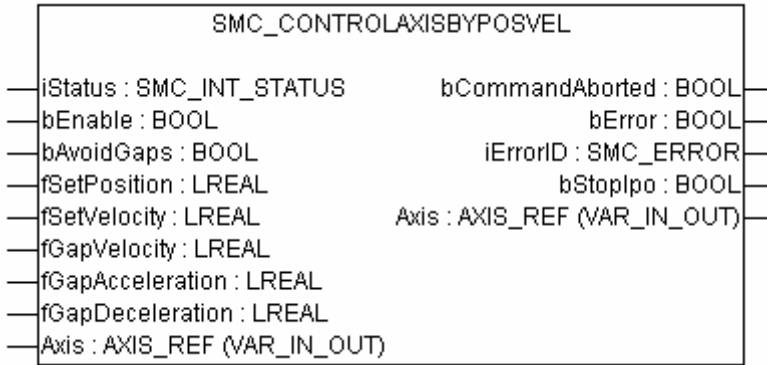 SMC_CONTROLAXISBYPOSVEL
iStatus : SMC_INT_STATUS bCommandAborted : BOOL
bEnable : BOOL bError : BOOL
bAvoidGaps : BOOL iErrorID : SMC_ERROR
fSetPosition : LREAL bStopIpo : BOOL
fSetVelocity : LREAL Axis : AXIS_REF (VAR_IN_OUT)
fGapVelocity : LREAL
fGapAcceleration : LREAL
fGapDeceleration : LREAL
Axis : AXIS_REF (VAR_IN_OUT)